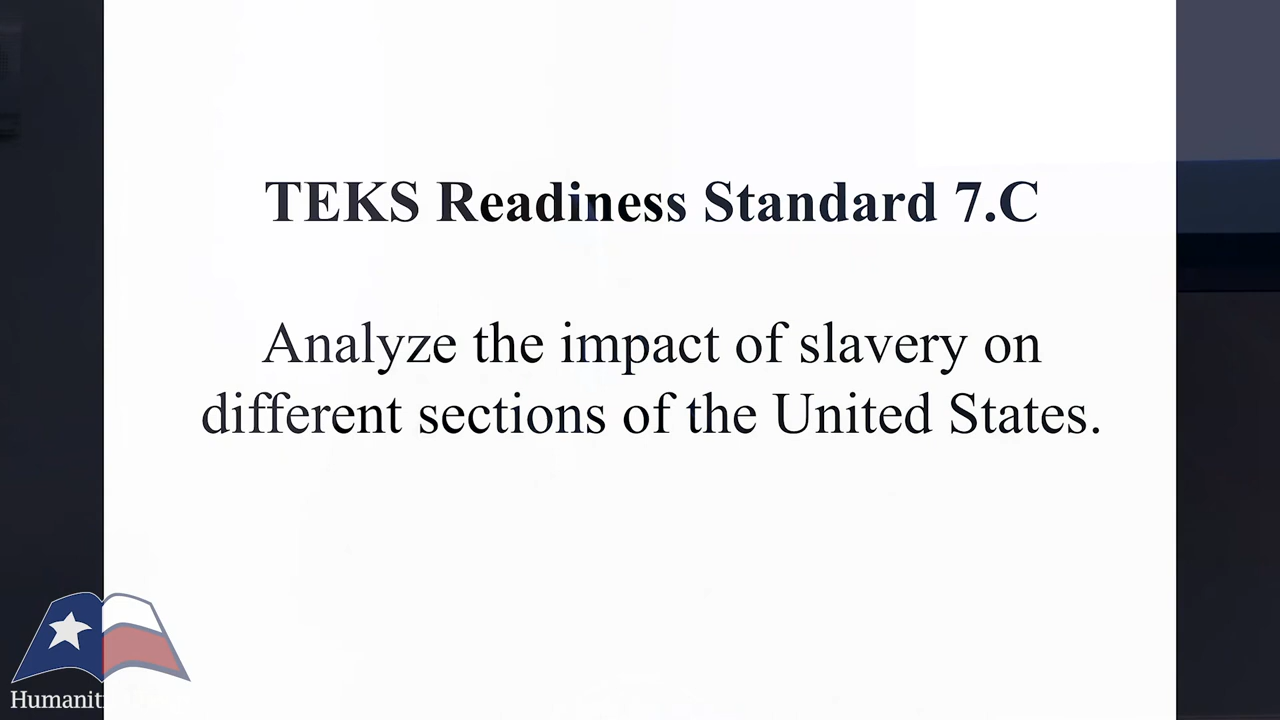 TEKS Readiness Standard 7.C
Analyze the impact of slavery on
different sections of the United States.